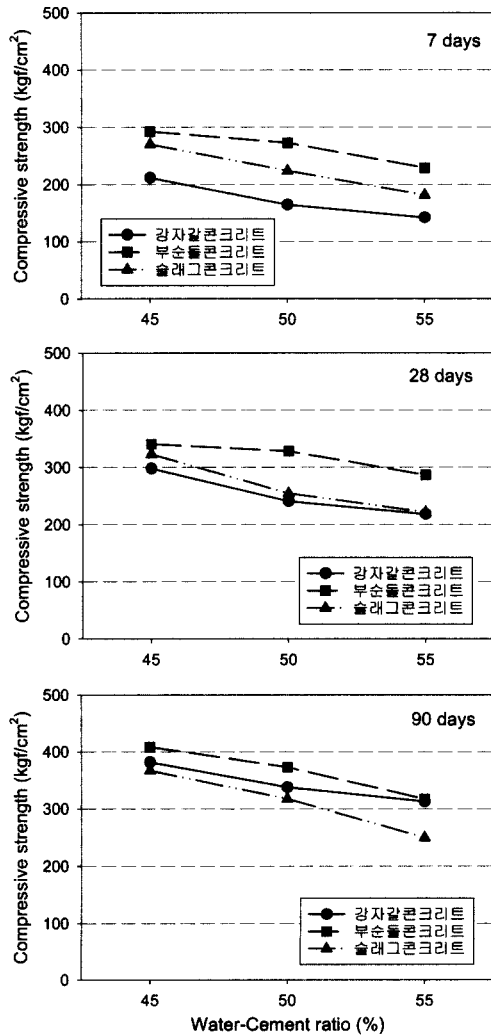 500
400
300
200
100
0
Compressive strength (kgf/cm²)
7 days
강자갈콘크리트
부순돌콘크리트
슬래그콘크리트
45 50 55
500
400
300
200
100
0
Compressive strength (kgf/cm²)
28 days
강자갈콘크리트
부순돌콘크리트
슬래그콘크리트
45 50 55
500
400
300
200
100
0
Compressive strength (kgf/cm²)
90 days
강자갈콘크리트
부순돌콘크리트
슬래그콘크리트
45 50 55
Water-Cement ratio (%)